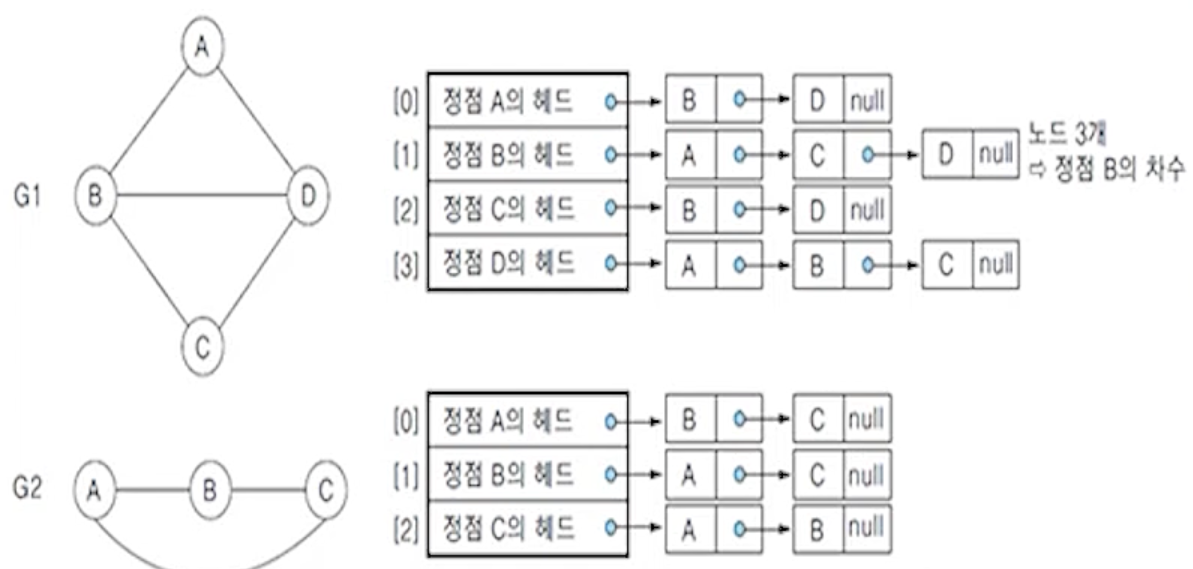 A
B
D
C
G1
[0] 정점 A의 헤드 B D null
[1] 정점 B의 헤드 A C D null
노드 3개
⇨ 정점 B의 차수
[2] 정점 C의 헤드 B D null
[3] 정점 D의 헤드 A B C null
G2
A B C
[0] 정점 A의 헤드 B C null
[1] 정점 B의 헤드 A C null
[2] 정점 C의 헤드 A B null